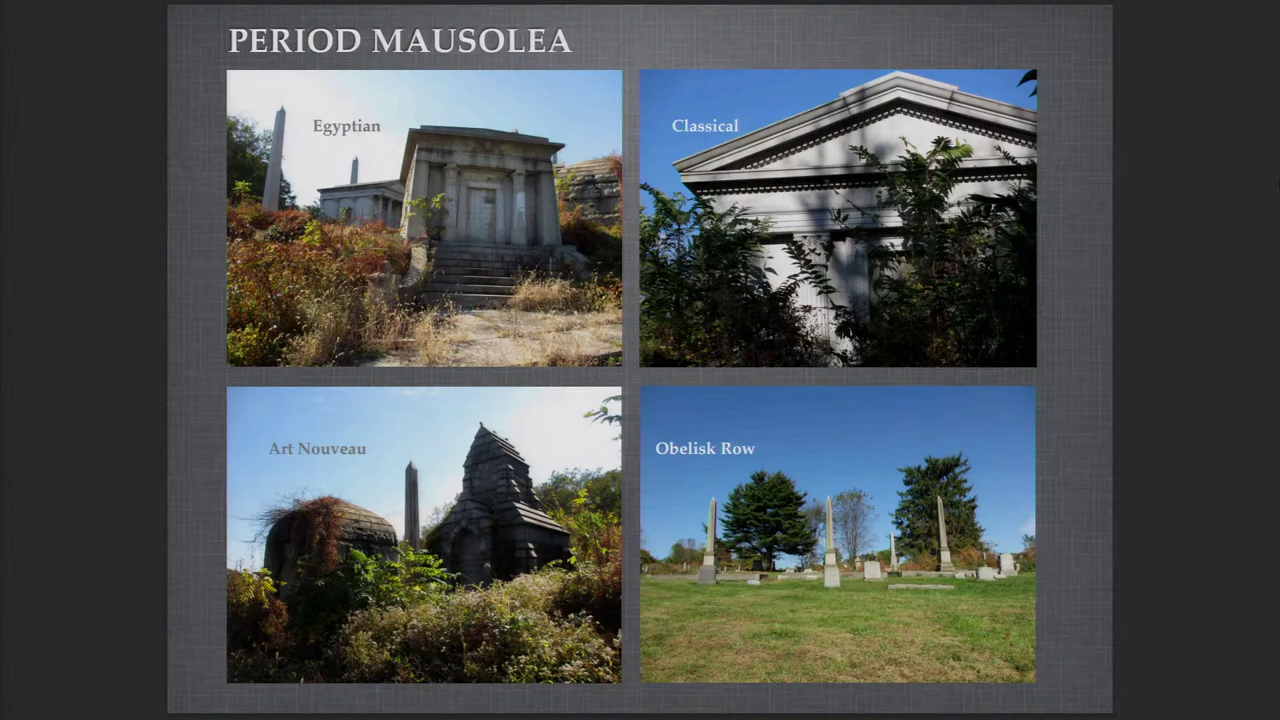 PERIOD MAUSOLEA
Egyptian
Classical
Art Nouveau
Obelisk Row